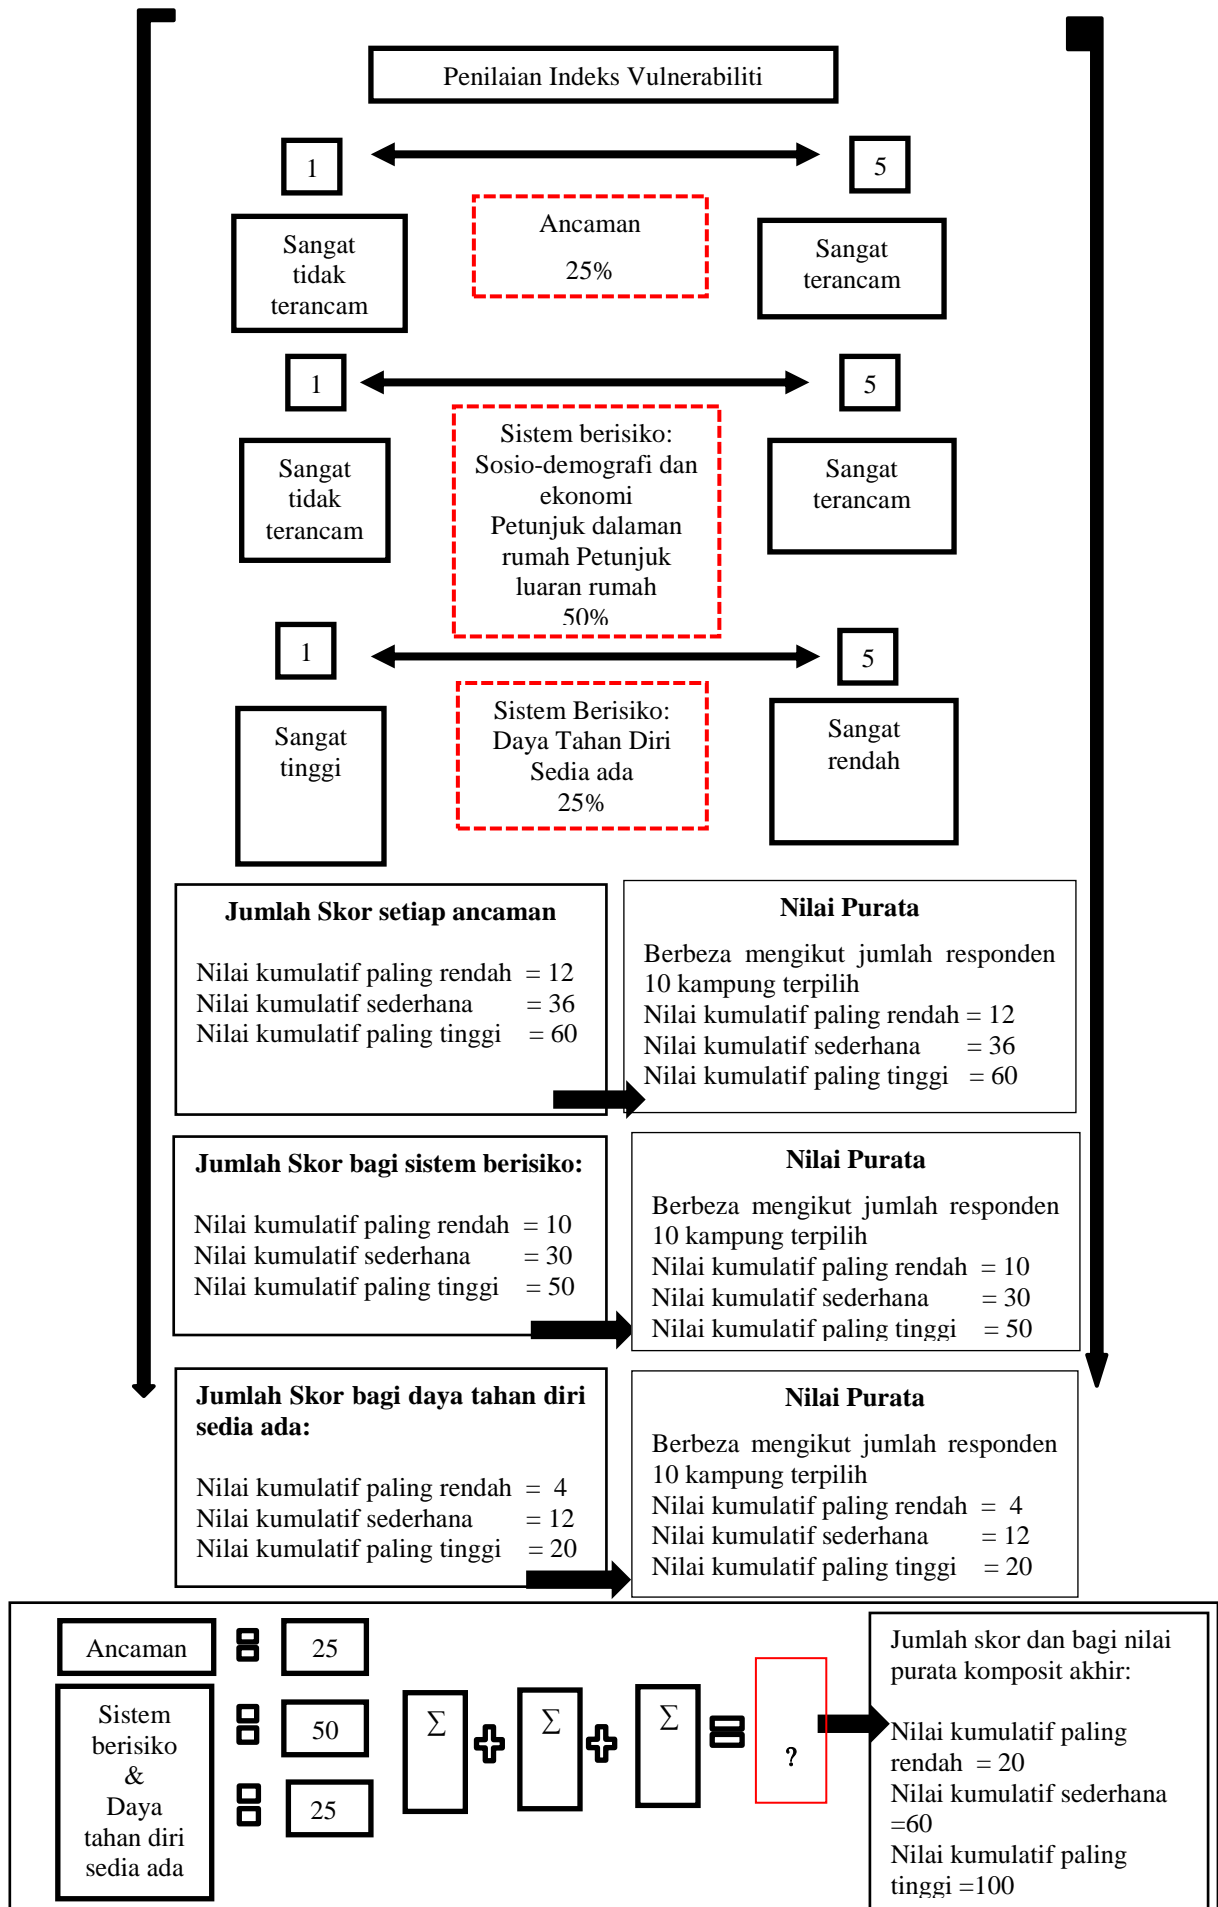 Penilaian Indeks Vulnerabiliti
1
5
Ancaman
25%
Sangat
tidak
terancam
Sangat
terancam
1
5
Sistem berisiko:
Sosio-demografi dan
ekonomi
Petunjuk dalaman
rumah Petunjuk
luaran rumah
50%
Sangat
tidak
terancam
Sangat
terancam
1
5
Sistem Berisiko:
Daya Tahan Diri
Sedia ada
25%
Sangat
tinggi
Sangat
rendah
Jumlah Skor setiap ancaman
Nilai kumulatif paling rendah = 12
Nilai kumulatif sederhana = 36
Nilai kumulatif paling tinggi = 60
Nilai Purata
Berbeza mengikut jumlah responden
10 kampung terpilih
Nilai kumulatif paling rendah = 12
Nilai kumulatif sederhana = 36
Nilai kumulatif paling tinggi = 60
Jumlah Skor bagi sistem berisiko:
Nilai kumulatif paling rendah = 10
Nilai kumulatif sederhana = 30
Nilai kumulatif paling tinggi = 50
Nilai Purata
Berbeza mengikut jumlah responden
10 kampung terpilih
Nilai kumulatif paling rendah = 10
Nilai kumulatif sederhana = 30
Nilai kumulatif paling tinggi = 50
Jumlah Skor bagi daya tahan diri
sedia ada:
Nilai kumulatif paling rendah = 4
Nilai kumulatif sederhana = 12
Nilai kumulatif paling tinggi = 20
Nilai Purata
Berbeza mengikut jumlah responden
10 kampung terpilih
Nilai kumulatif paling rendah = 4
Nilai kumulatif sederhana = 12
Nilai kumulatif paling tinggi = 20
Ancaman
25
Sistem
berisiko
&
Daya
tahan diri
sedia ada
50
25
∑ ∑ ∑
?
Jumlah skor dan bagi nilai
purata komposit akhir:
Nilai kumulatif paling
rendah = 20
Nilai kumulatif sederhana
=60
Nilai kumulatif paling
tinggi =100